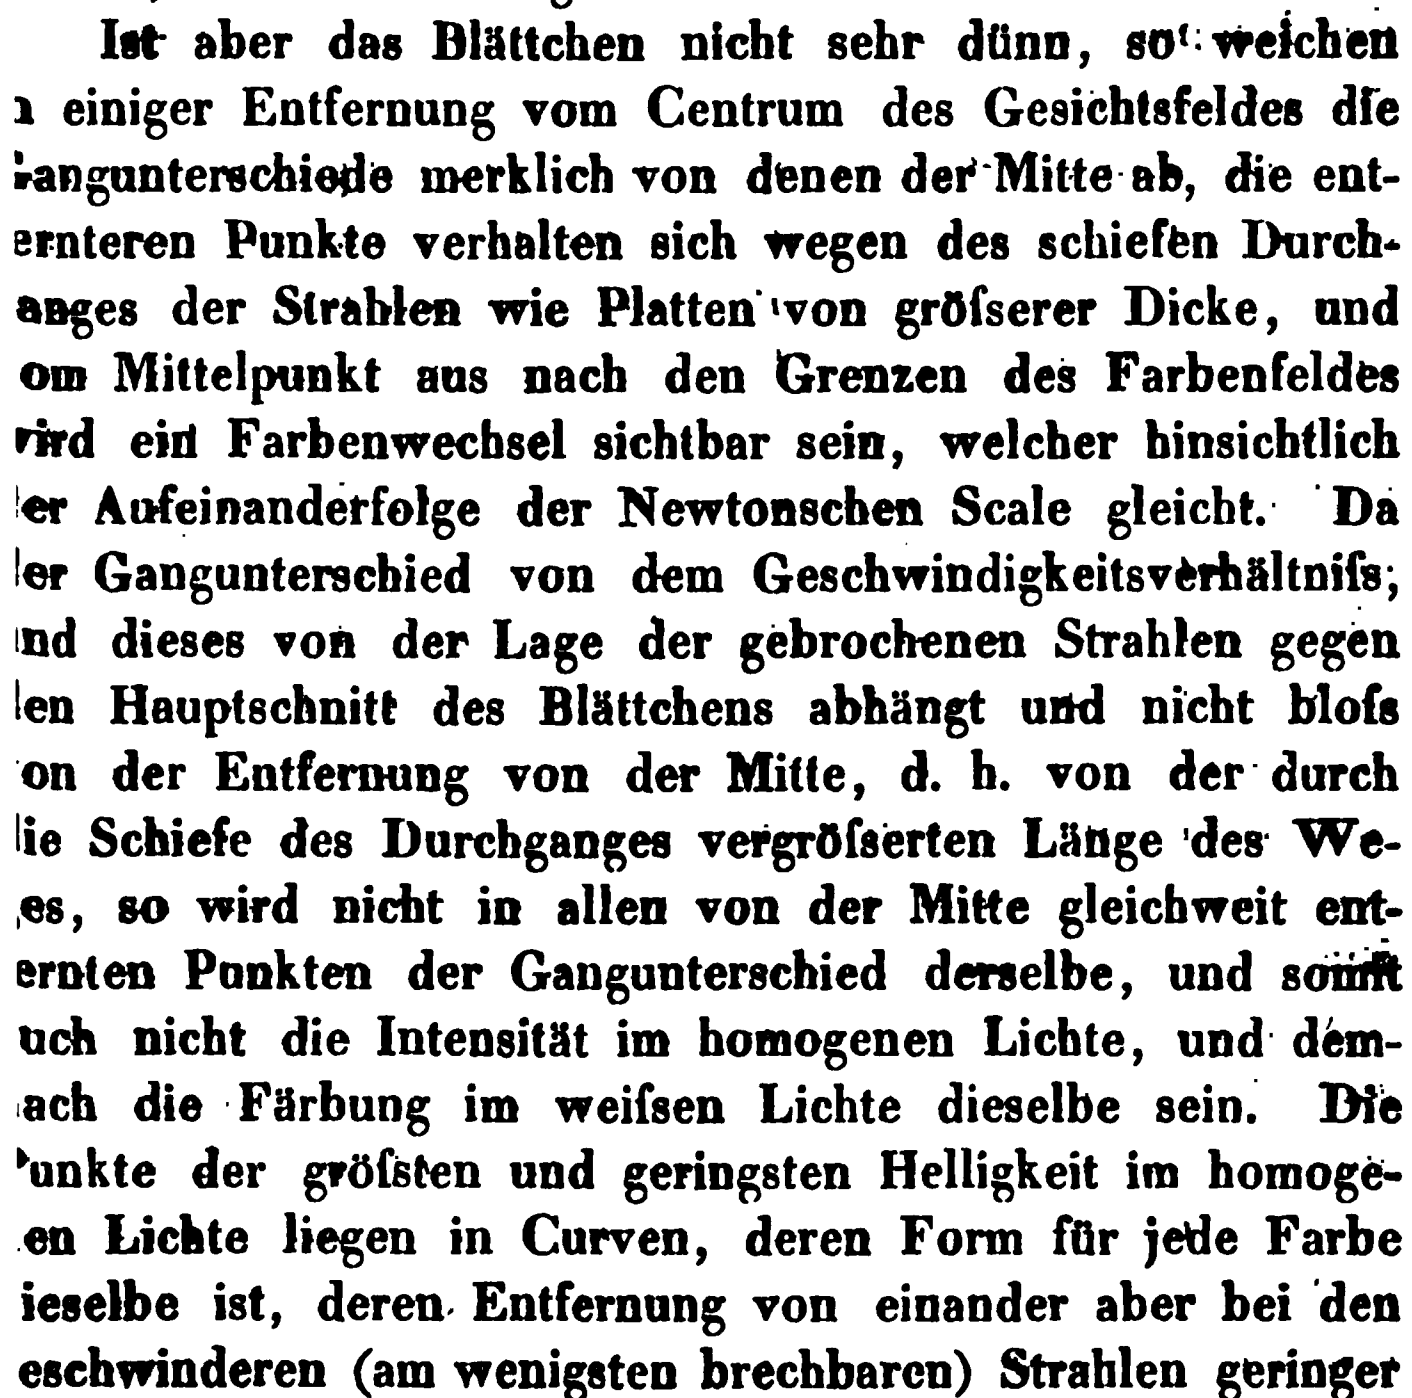 Ist aber das Blättchen nicht sehr dünn, so weichen
einiger Entfernung vom Centrum des Gesichtsfeldes die
angunterschiede merklich von denen der Mitte ab, die ent-
ernteren Punkte verhalten sich wegen des schiefen Durch-
anges der Strahlen wie Platten von gröſserer Dicke, und
om Mittelpunkt aus nach den Grenzen des Farbenfeldes
ird ein Farbenwechsel sichtbar sein, welcher hinsichtlich
er Aufeinanderfolge der Newtonschen Scale gleicht. Da
er Gangunterschied von dem Geschwindigkeitsverhältniſs,
nd dieses von der Lage der gebrochenen Strahlen gegen
en Hauptschnitt des Blättchens abhängt und nicht bloſs
on der Entfernung von der Mitte, d. h. von der durch
ie Schiefe des Durchganges vergröſserten Länge des We-
es, so wird nicht in allen von der Mitte gleichweit ent-
ernten Punkten der Gangunterschied derselbe, und somit
uch nicht die Intensität im homogenen Lichte, und dem-
ach die Färbung im weiſsen Lichte dieselbe sein. Die
unkte der gröſsten und geringsten Helligkeit im homoge-
en Lichte liegen in Curven, deren Form für jede Farbe
ieselbe ist, deren Entfernung von einander aber bei den
eschwinderen (am wenigsten brechbaren) Strahlen geringer